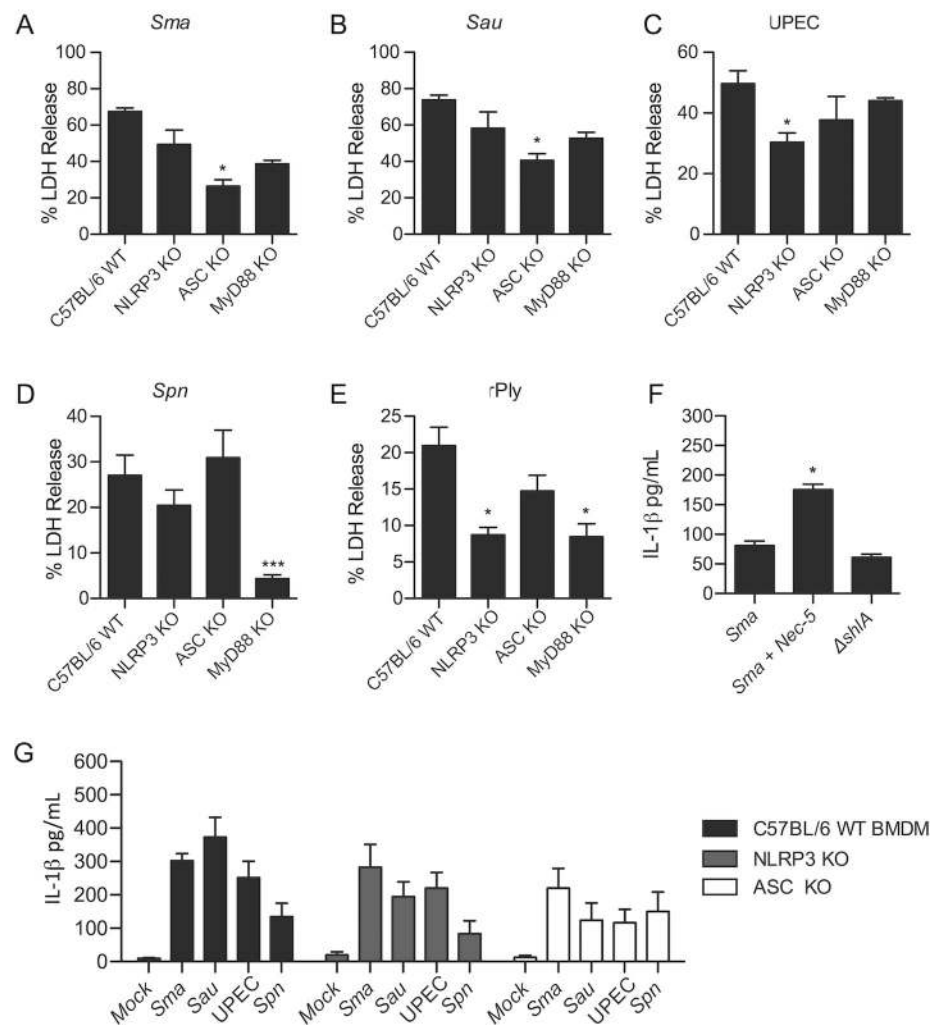 A
Sma
% LDH Release
100
80
60
40
20
0
*
C57BL/6 WT
NLRP3 KO
ASC KO
MyD88 KO
B
Sau
% LDH Release
100
80
60
40
20
0
*
C57BL/6 WT
NLRP3 KO
ASC KO
MyD88 KO
C
UPEC
% LDH Release
60
40
20
0
*
C57BL/6 WT
NLRP3 KO
ASC KO
MyD88 KO
D
Spn
% LDH Release
40
30
20
10
0
***
C57BL/6 WT
NLRP3 KO
ASC KO
MyD88 KO
E
rPly
% LDH Release
25
20
15
10
5
0
*
*
C57BL/6 WT
NLRP3 KO
ASC KO
MyD88 KO
F
IL-1β pg/mL
300
250
200
150
100
50
0
*
Sma
Sma + Nec-5
ΔshlA
G
IL-1β pg/mL
600
500
400
300
200
100
0
Mock
Sma
Sau
UPEC
Spn
Mock
Sma
Sau
UPEC
Spn
Mock
Sma
Sau
UPEC
Spn
C57BL/6 WT BMDM
NLRP3 KO
ASC KO